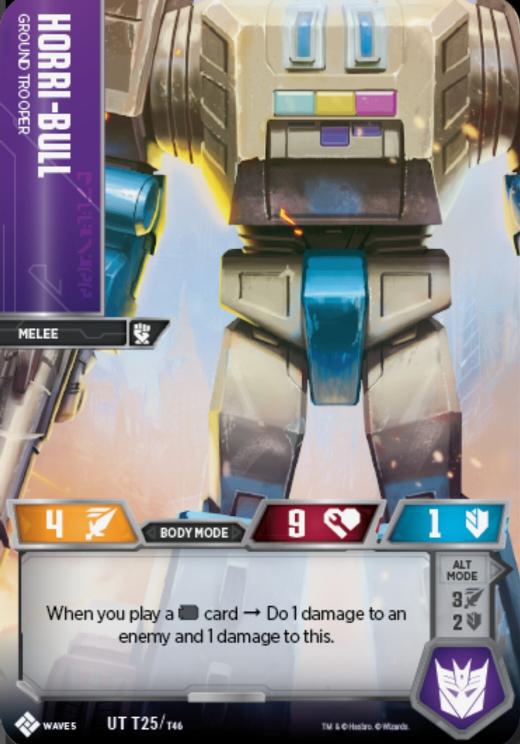 HORRI-BULL
GROUND TROOPER
MELEE
4
BODY MODE
9
1
ALT
MODE
3
2
When you play a card → Do 1 damage to an
enemy and 1 damage to this.
WAVE 5
UT T25/T46
TM & © Hasbro. © Wizards.